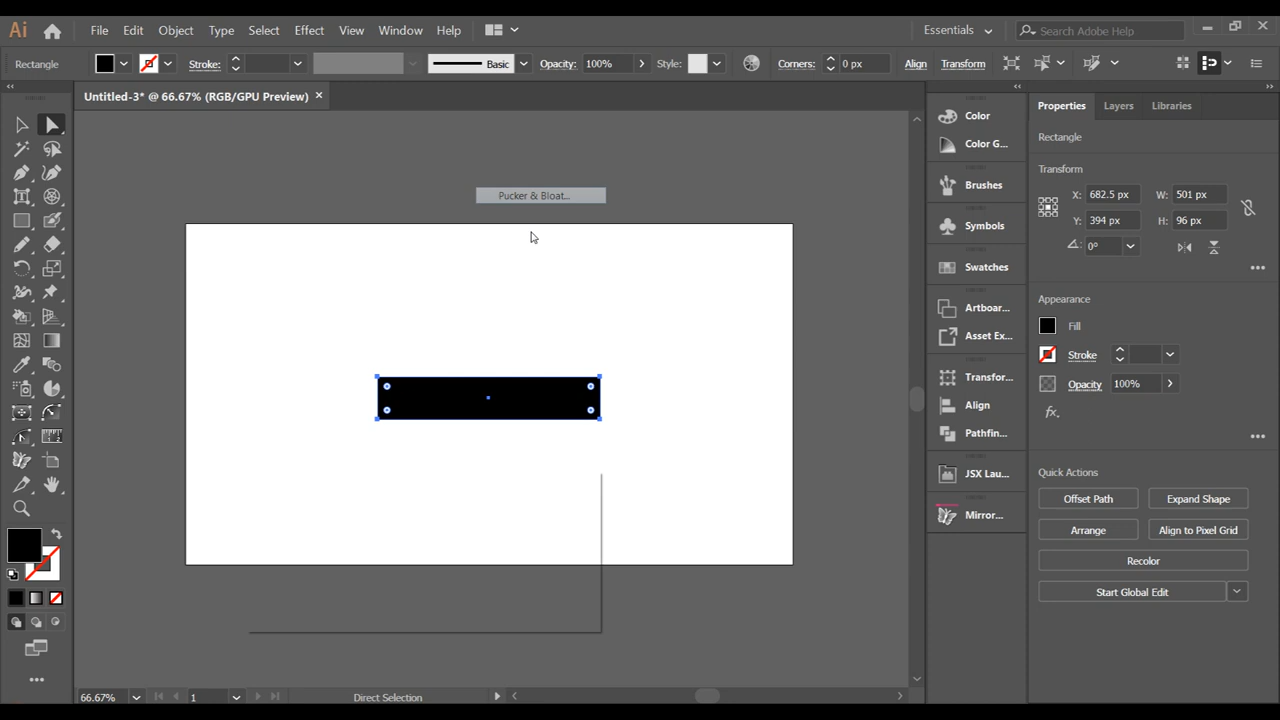 Ai
File Edit Object Type Select Effect View Window Help
Essentials
Search Adobe Help
Rectangle
Stroke:
Basic
Opacity: 100%
Style:
Corners: 0 px
Align
Transform
Untitled-3* @ 66.67% (RGB/GPU Preview) ×
Pucker & Bloat...
Color
Color G...
Brushes
Symbols
Swatches
Artboar...
Asset Ex...
Transfor...
Align
Pathfin...
JSX Lau...
Mirror...
Properties Layers Libraries
Rectangle
Transform
X: 682.5 px W: 501 px
Y: 394 px H: 96 px
0°
Appearance
Fill
Stroke
Opacity 100%
fx.
Quick Actions
Offset Path Expand Shape
Arrange Align to Pixel Grid
Recolor
Start Global Edit
66.67% 1 Direct Selection